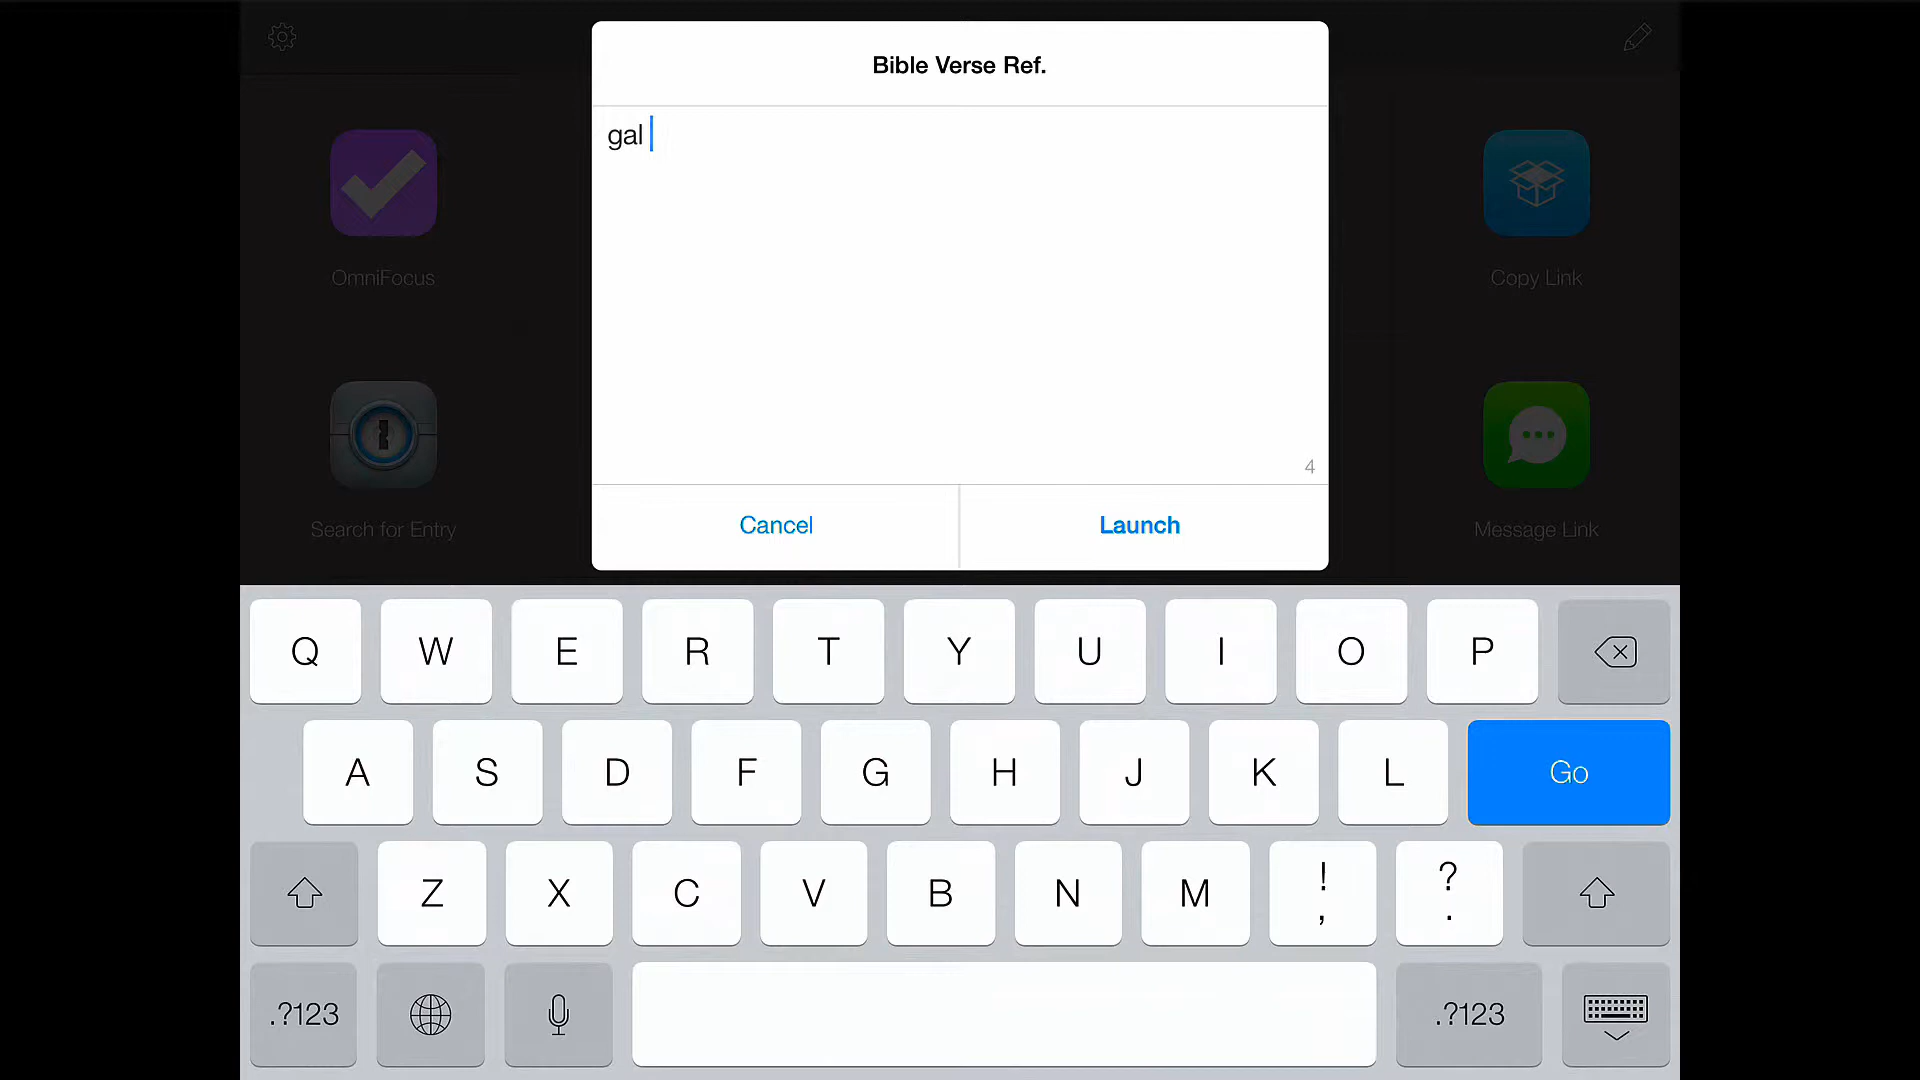 Bible Verse Ref.
gal
4
Cancel
Launch
OmniFocus
Copy Link
Search for Entry
Message Link
Q W E R T Y U I O P
A S D F G H J K L Go
Z X C V B N M ! , ? .
.?123 .?123